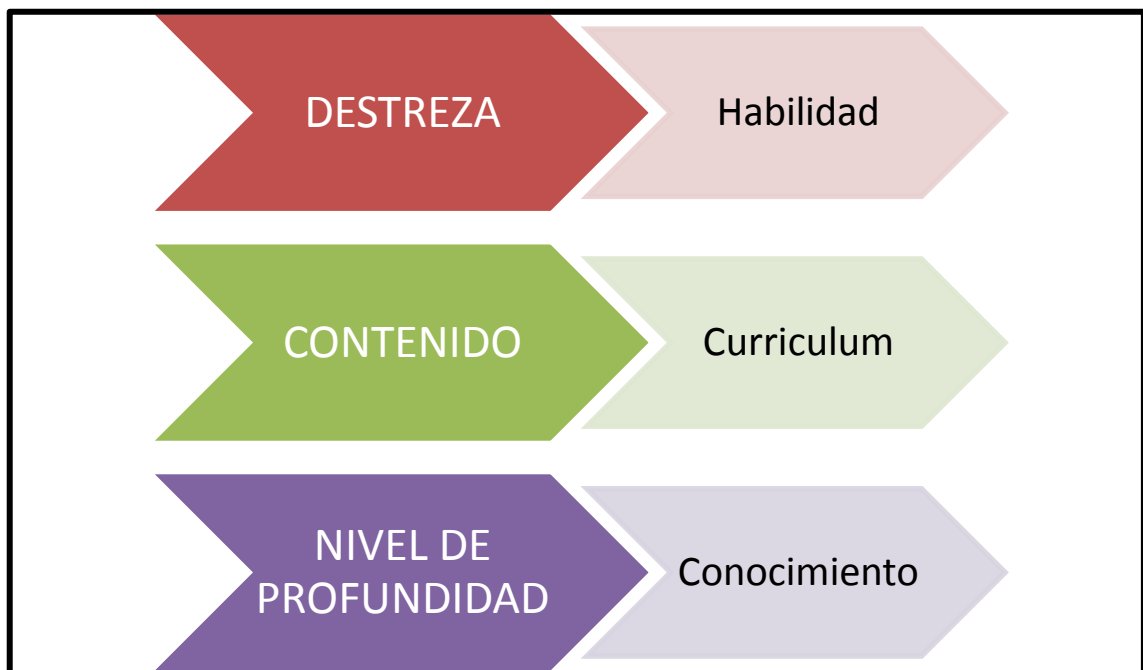 DESTREZA
Habilidad
CONTENIDO
Curriculum
NIVEL DE
PROFUNDIDAD
Conocimiento